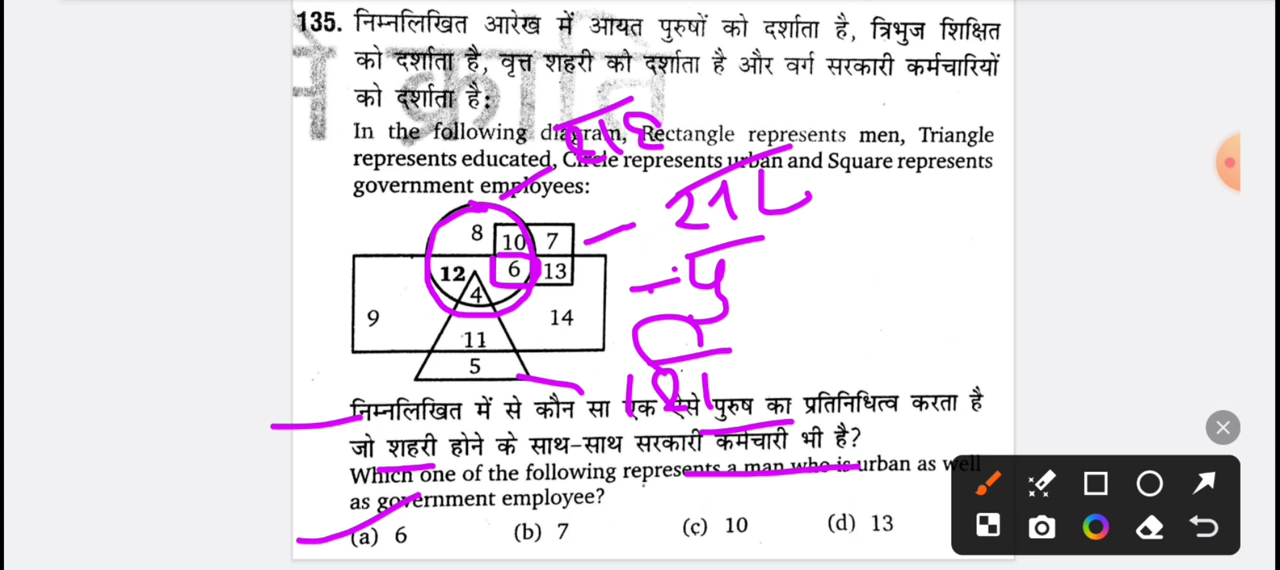 135. निम्नलिखित आरेख में आयत पुरुषों को दर्शाता है, त्रिभुज शिक्षित
को दर्शाता है, वृत्त शहरी को दर्शाता है और वर्ग सरकारी कर्मचारियों
को दर्शाता है:
In the following diagram, Rectangle represents men, Triangle
represents educated, Circle represents urban and Square represents
government employees:
8 10 7
12 6 13
4
9 14
11
5
निम्नलिखित में से कौन सा एक ऐसे पुरुष का प्रतिनिधित्व करता है
जो शहरी होने के साथ-साथ सरकारी कर्मचारी भी है?
Which one of the following represents a man who is urban as well
as government employee?
(a) 6 (b) 7 (c) 10 (d) 13